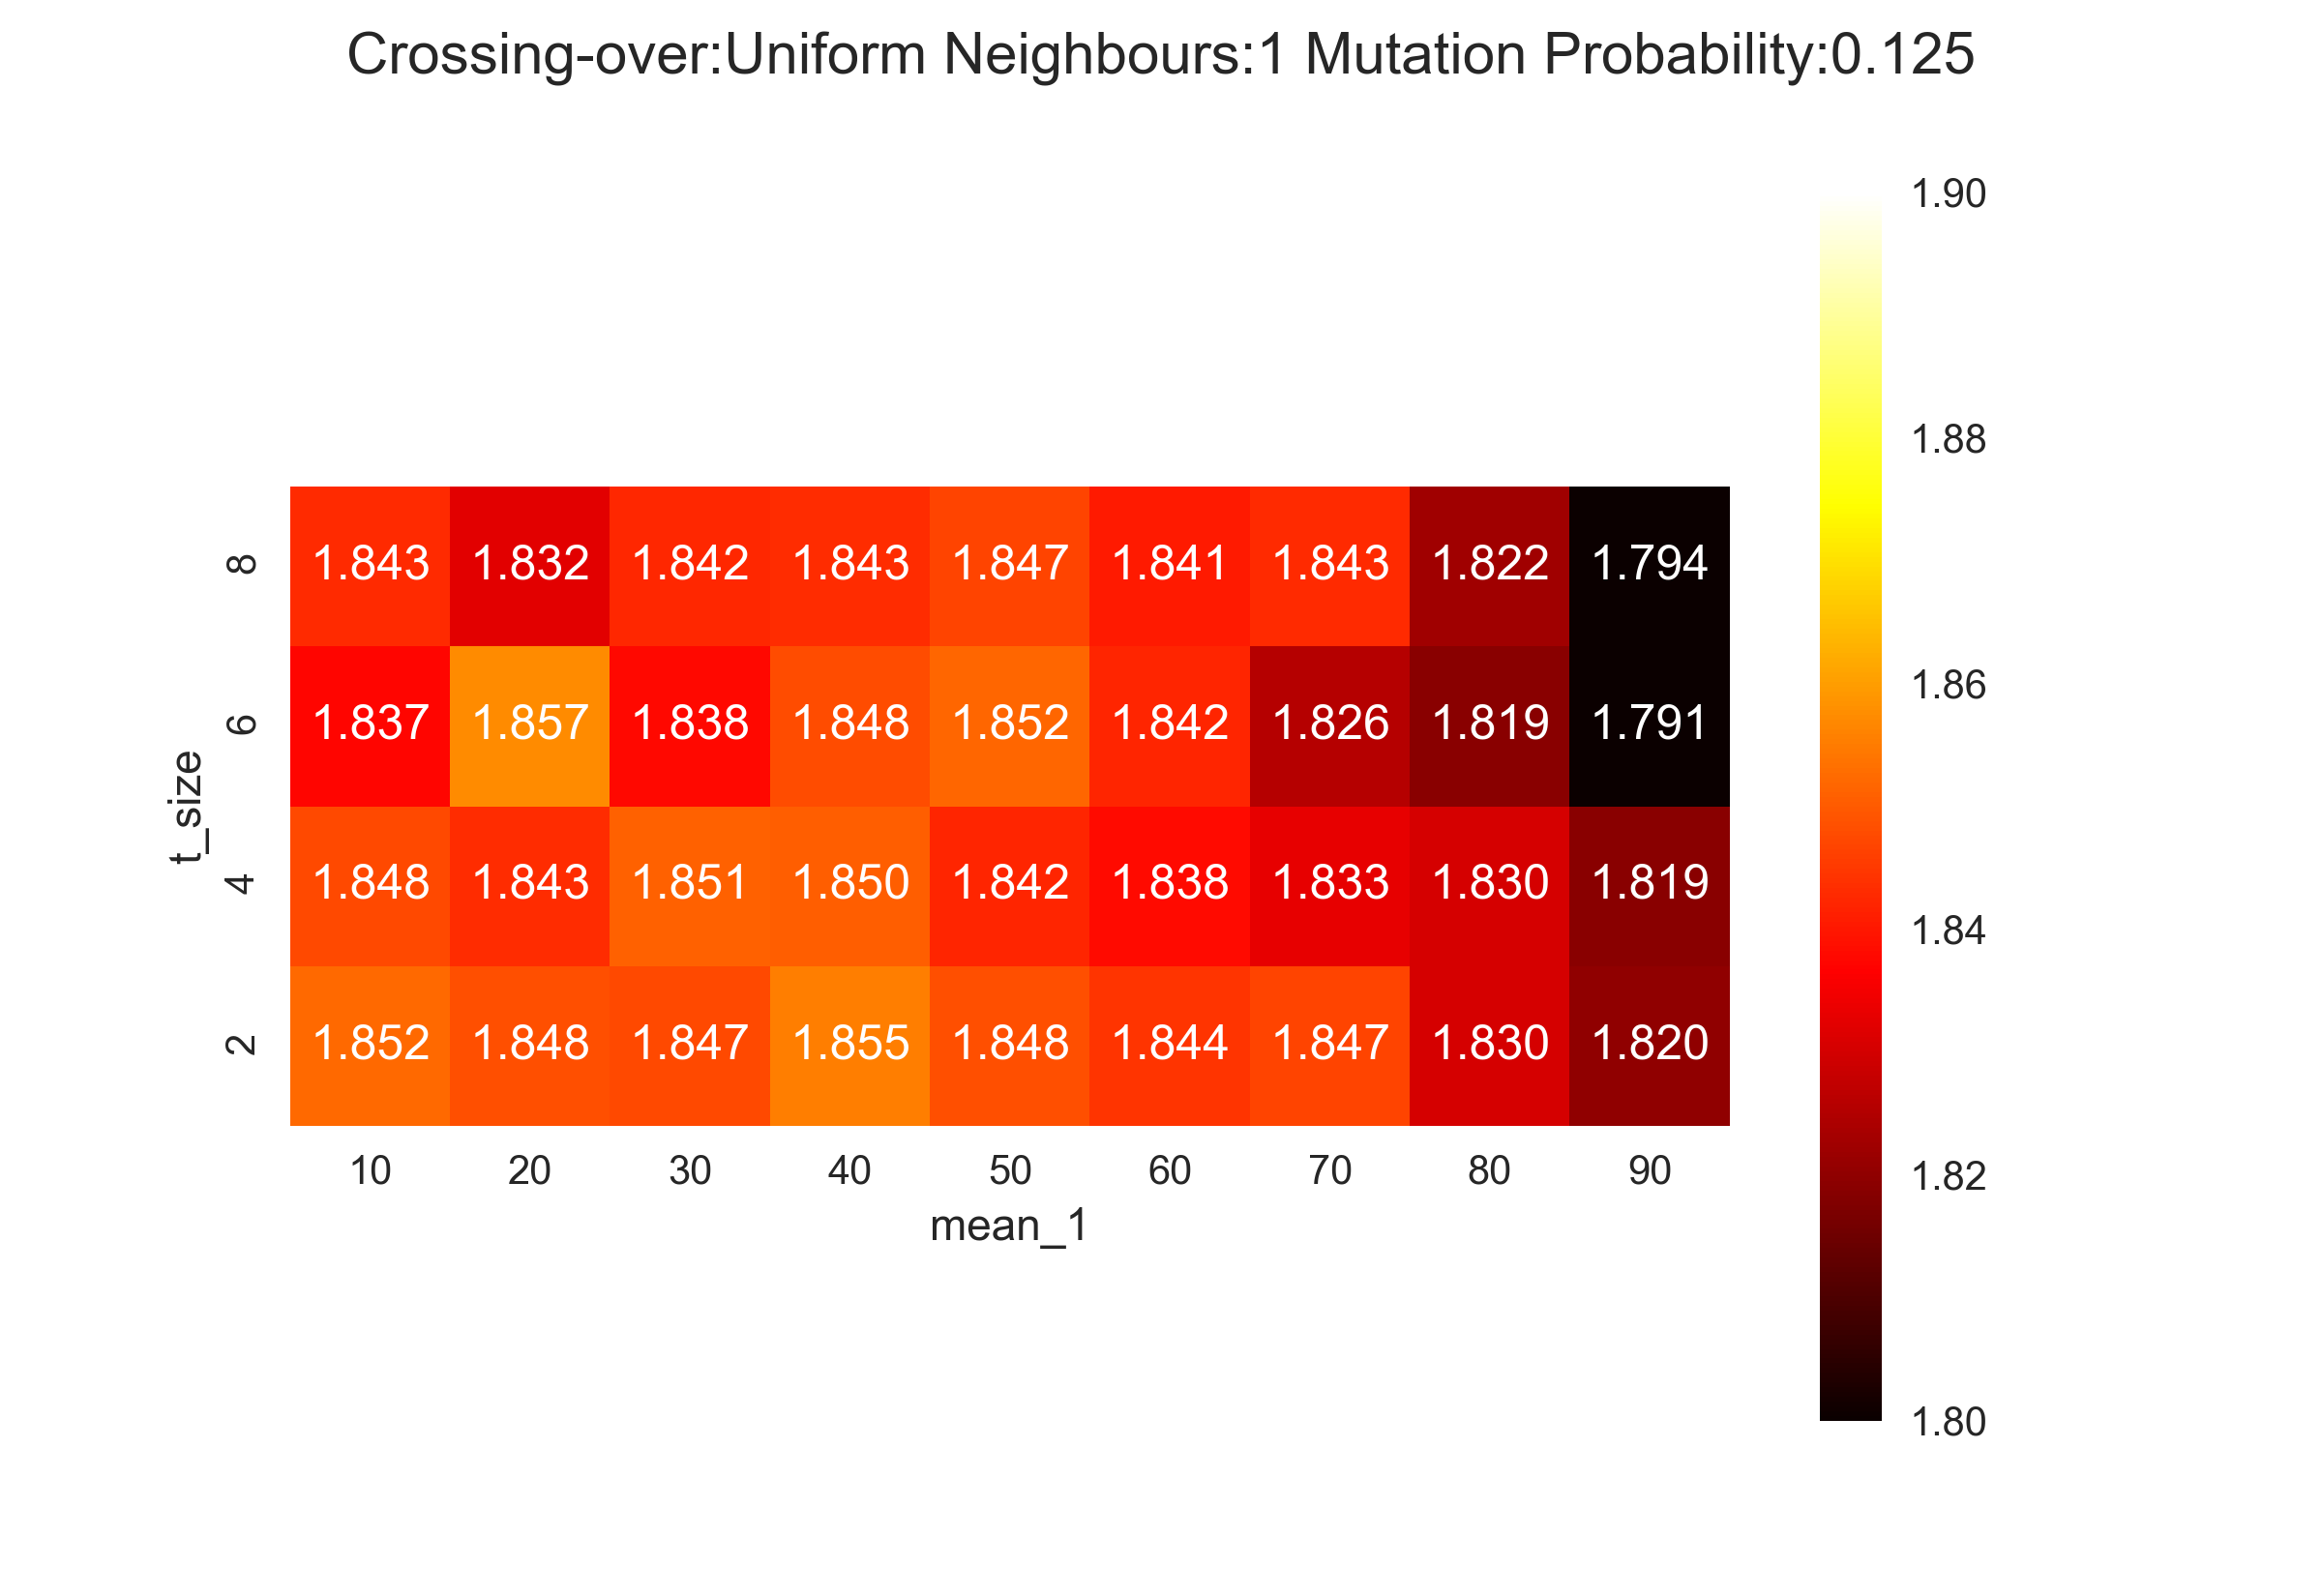 Crossing-over:Uniform Neighbours:1 Mutation Probability:0.125
8 1.843 1.832 1.842 1.843 1.847 1.841 1.843 1.822 1.794
6 1.837 1.857 1.838 1.848 1.852 1.842 1.826 1.819 1.791
4 1.848 1.843 1.851 1.850 1.842 1.838 1.833 1.830 1.819
2 1.852 1.848 1.847 1.855 1.848 1.844 1.847 1.830 1.820
t_size
10 20 30 40 50 60 70 80 90
mean_1
1.90
1.88
1.86
1.84
1.82
1.80